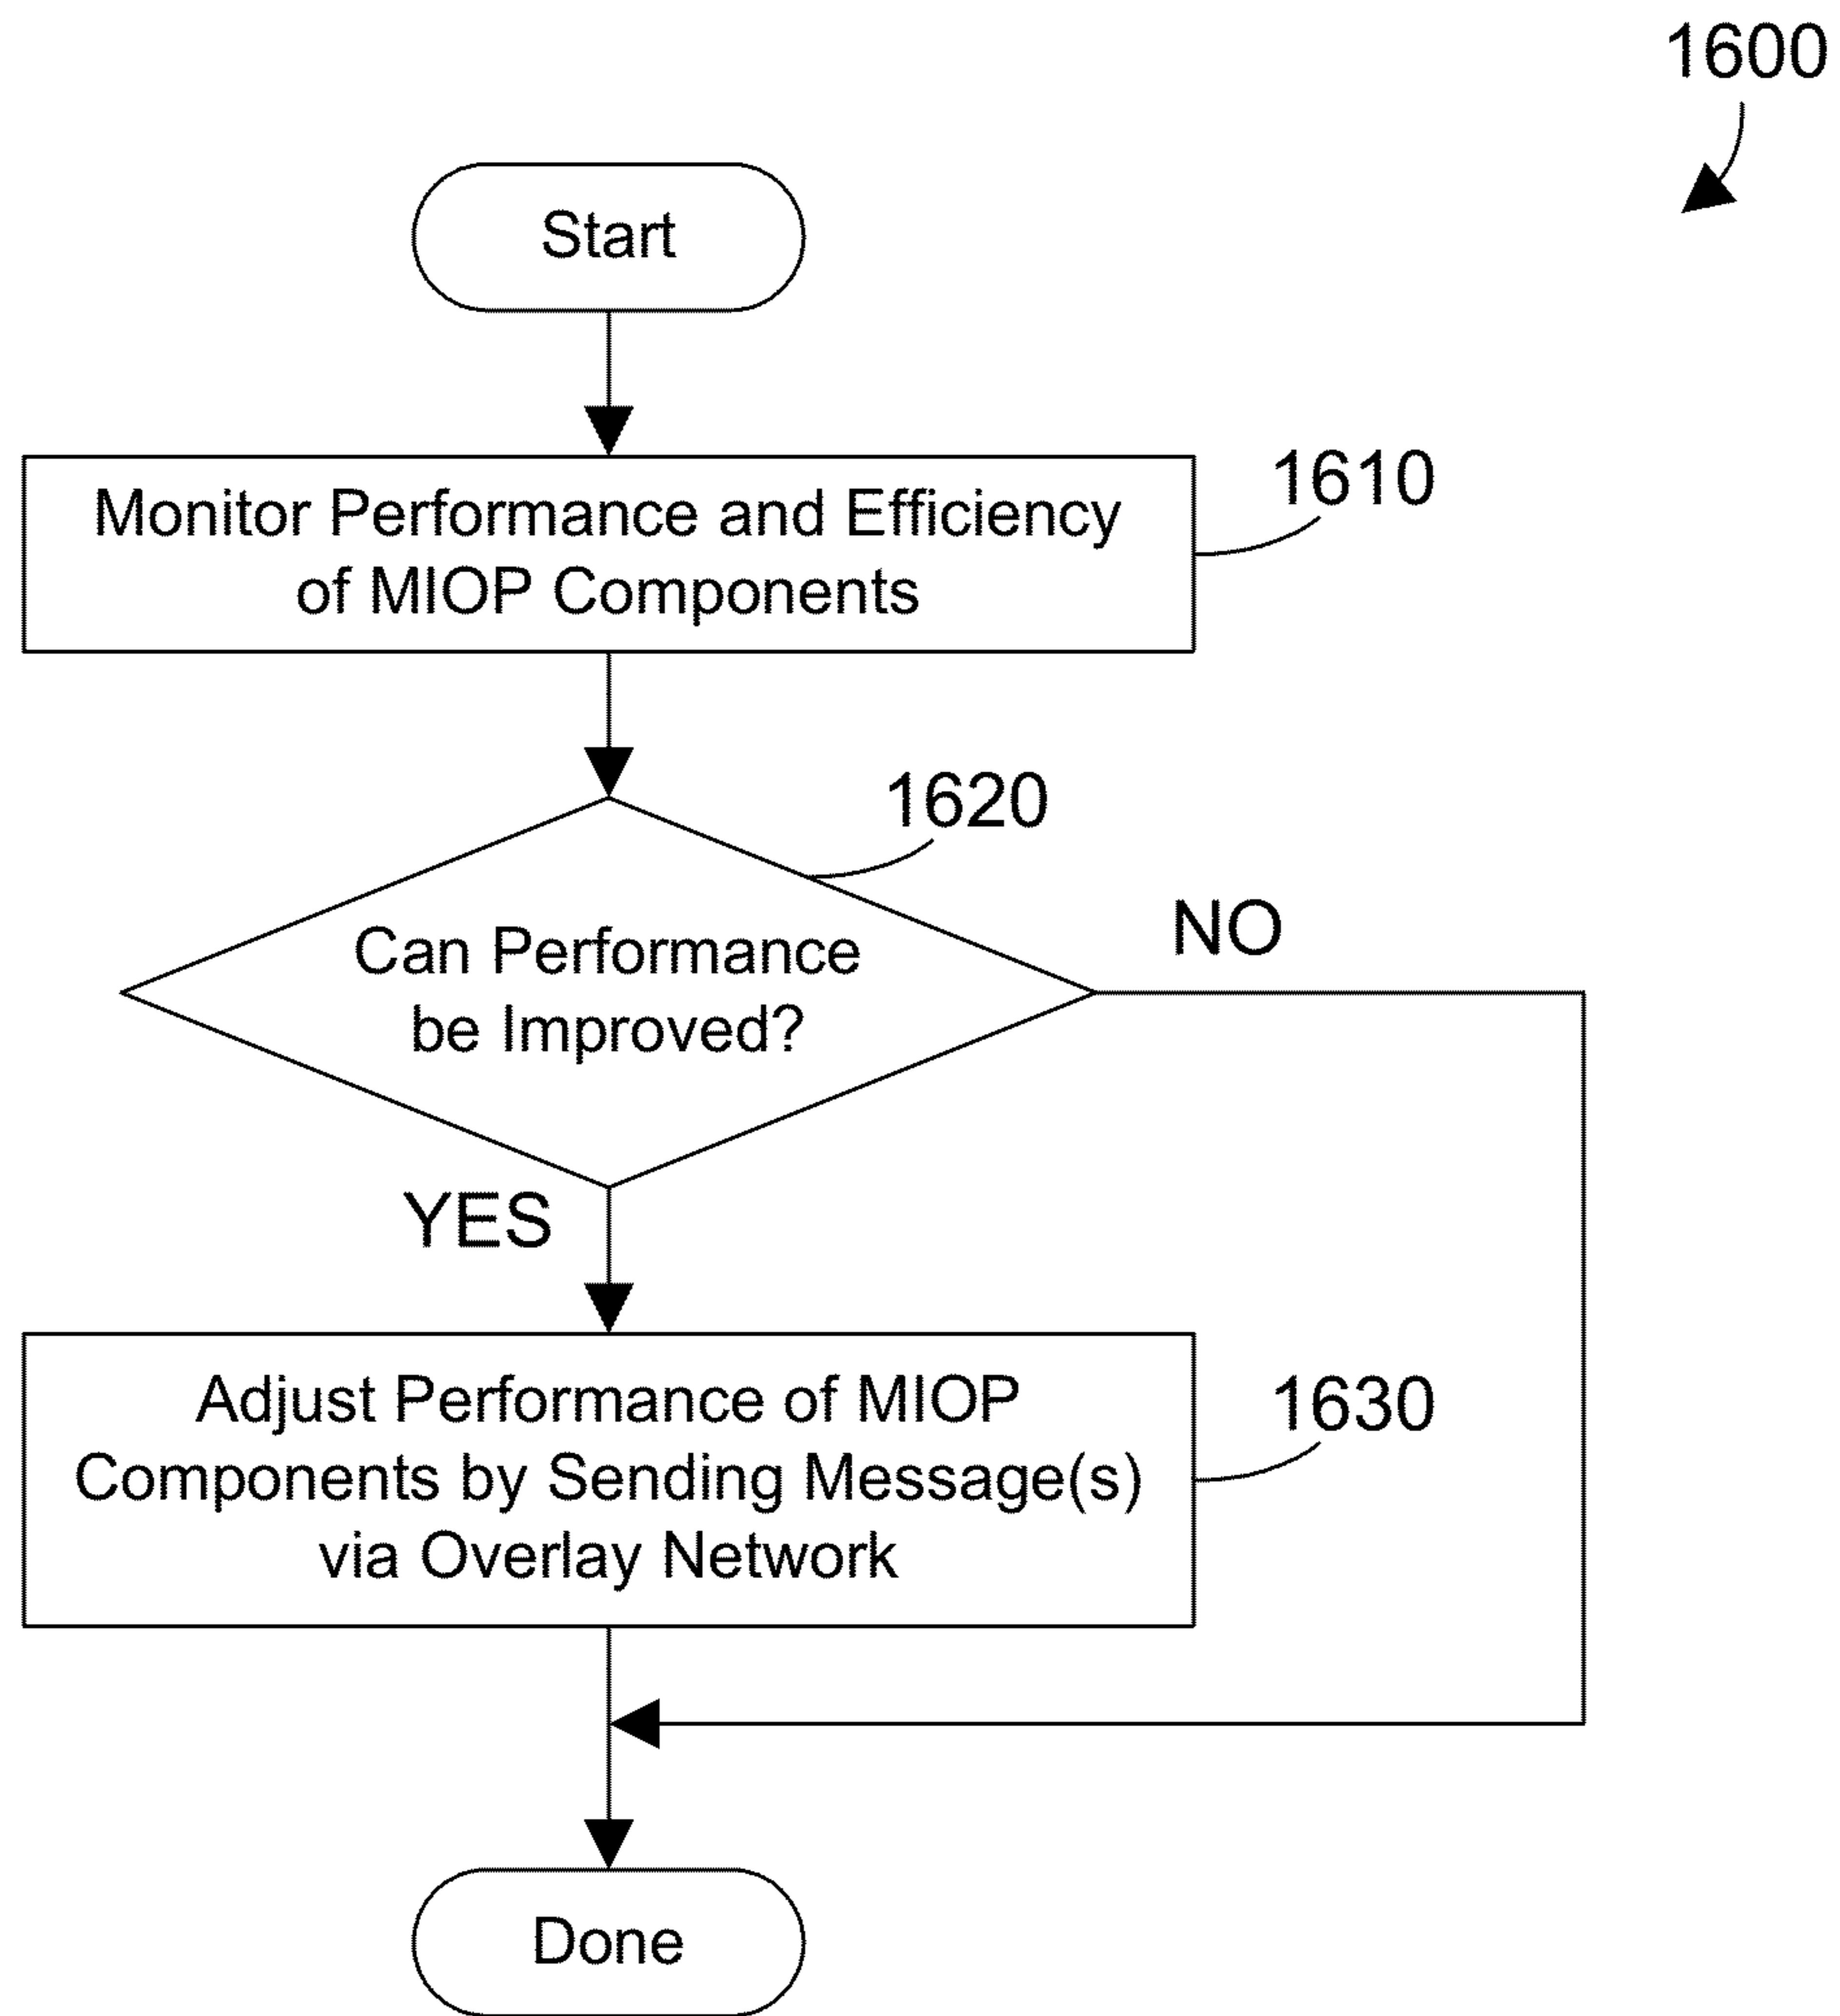 1600
Start
Monitor Performance and Efficiency
of MIOP Components
1610
1620
Can Performance
be Improved?
NO
YES
Adjust Performance of MIOP
Components by Sending Message(s)
via Overlay Network
1630
Done